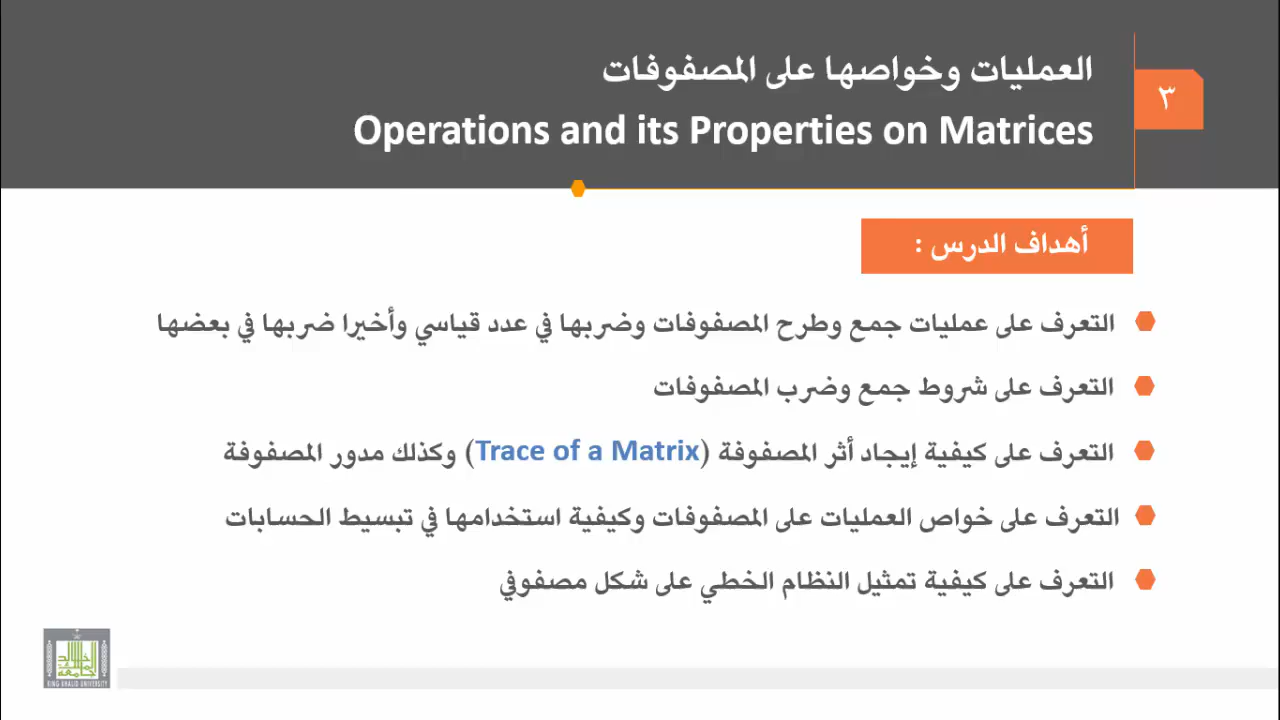 ٣
العمليات وخواصها على المصفوفات
Operations and its Properties on Matrices
أهداف الدرس :
التعرف على عمليات جمع وطرح المصفوفات وضربها في عدد قياسي وأخيرا ضربها في بعضها
التعرف على شروط جمع وضرب المصفوفات
التعرف على كيفية إيجاد أثر المصفوفة (Trace of a Matrix) وكذلك مدور المصفوفة
التعرف على خواص العمليات على المصفوفات وكيفية استخدامها في تبسيط الحسابات
التعرف على كيفية تمثيل النظام الخطي على شكل مصفوفي
KING KHALID UNIVERSITY